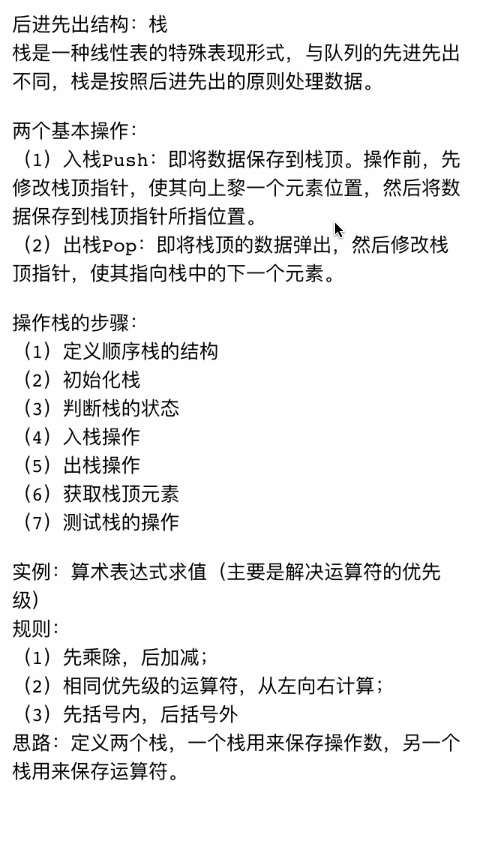 后进先出结构：栈
栈是一种线性表的特殊表现形式，与队列的先进先出
不同，栈是按照后进先出的原则处理数据。
两个基本操作：
（1）入栈Push：即将数据保存到栈顶。操作前，先
修改栈顶指针，使其向上黎一个元素位置，然后将数
据保存到栈顶指针所指位置。
（2）出栈Pop：即将栈顶的数据弹出，然后修改栈
顶指针，使其指向栈中的下一个元素。
操作栈的步骤：
（1）定义顺序栈的结构
（2）初始化栈
（3）判断栈的状态
（4）入栈操作
（5）出栈操作
（6）获取栈顶元素
（7）测试栈的操作
实例：算术表达式求值（主要是解决运算符的优先
级）
规则：
（1）先乘除，后加减；
（2）相同优先级的运算符，从左向右计算；
（3）先括号内，后括号外
思路：定义两个栈，一个栈用来保存操作数，另一个
栈用来保存运算符。